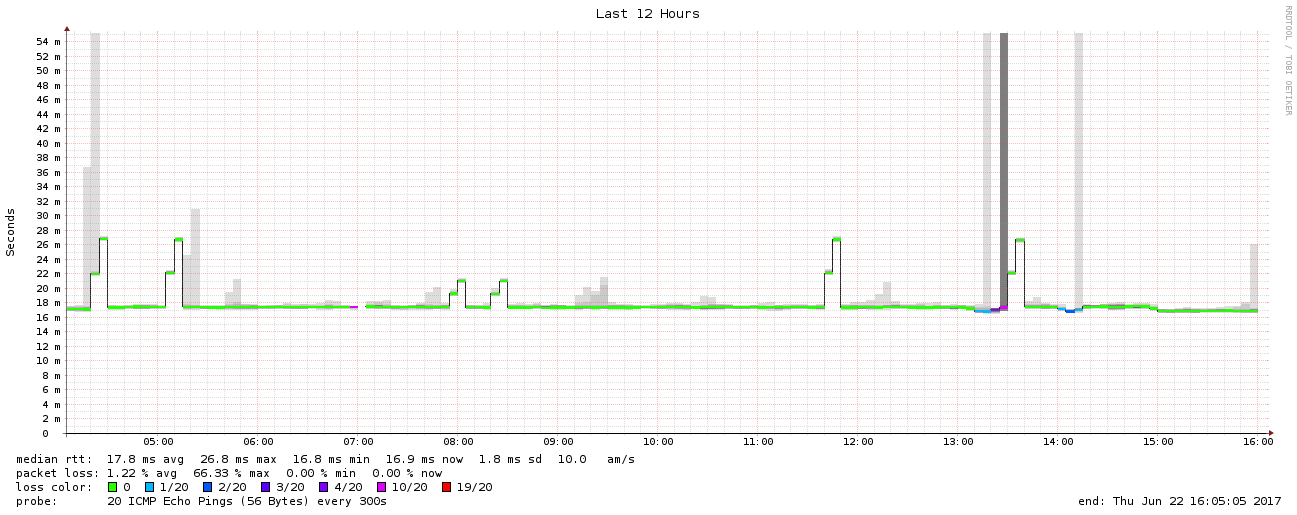 Last 12 Hours
RRDTOOL / TOBI OETIKER
Seconds
54 m
52 m
50 m
48 m
46 m
44 m
42 m
40 m
38 m
36 m
34 m
32 m
30 m
28 m
26 m
24 m
22 m
20 m
18 m
16 m
14 m
12 m
10 m
8 m
6 m
4 m
2 m
0
05:00 06:00 07:00 08:00 09:00 10:00 11:00 12:00 13:00 14:00 15:00 16:00
median rtt: 17.8 ms avg 26.8 ms max 16.8 ms min 16.9 ms now 1.8 ms sd 10.0 am/s
packet loss: 1.22 % avg 66.33 % max 0.00 % min 0.00 % now
loss color: 0 1/20 2/20 3/20 4/20 10/20 19/20
probe: 20 ICMP Echo Pings (56 Bytes) every 300s
end: Thu Jun 22 16:05:05 2017